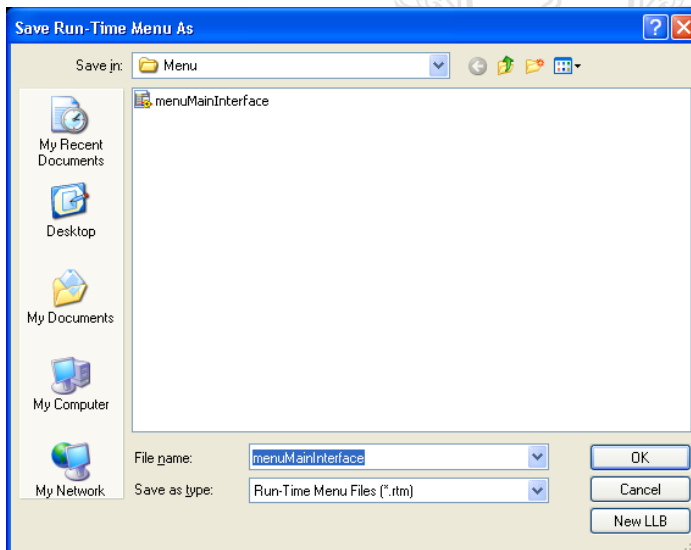 Save Run-Time Menu As
Save in:
Menu
menuMainInterface
My Recent
Documents
Desktop
My Documents
My Computer
My Network
File name:
menuMainInterface
OK
Save as type:
Run-Time Menu Files (*.rtm)
Cancel
New LLB